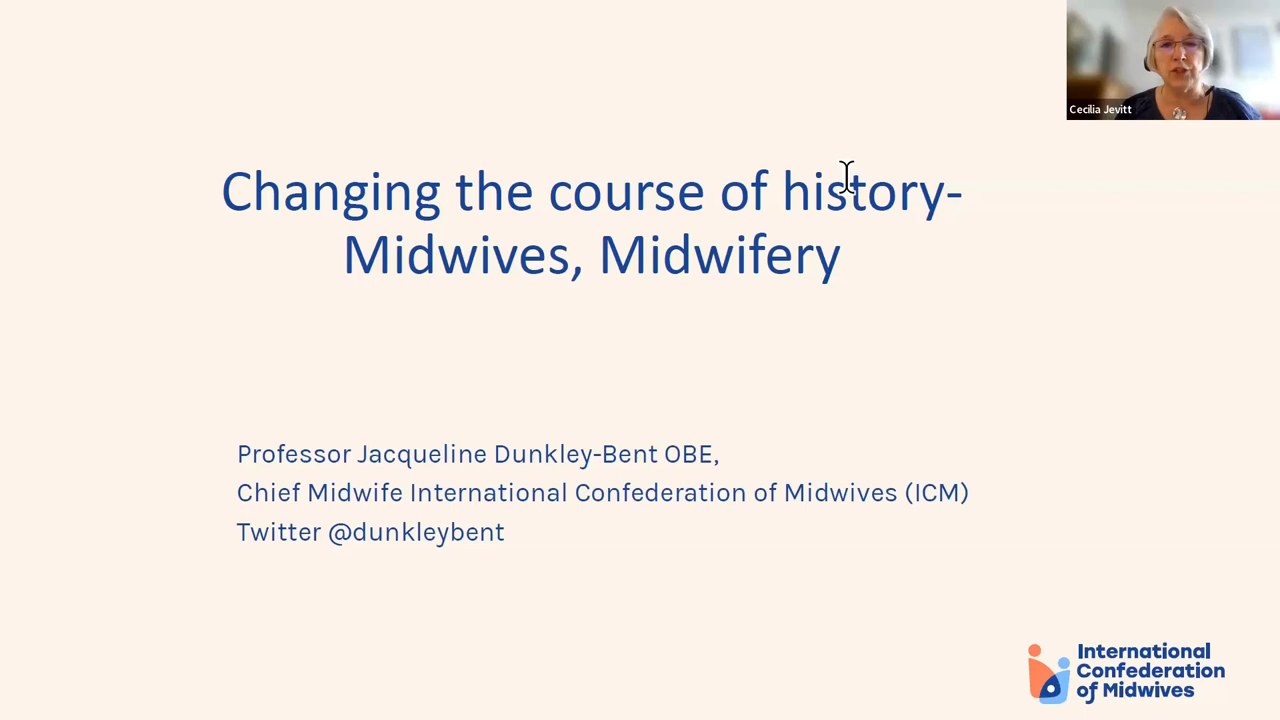 Cecilia Jevitt
Changing the course of history-
Midwives, Midwifery
Professor Jacqueline Dunkley-Bent OBE,
Chief Midwife International Confederation of Midwives (ICM)
Twitter @dunkleybent
International
Confederation
of Midwives